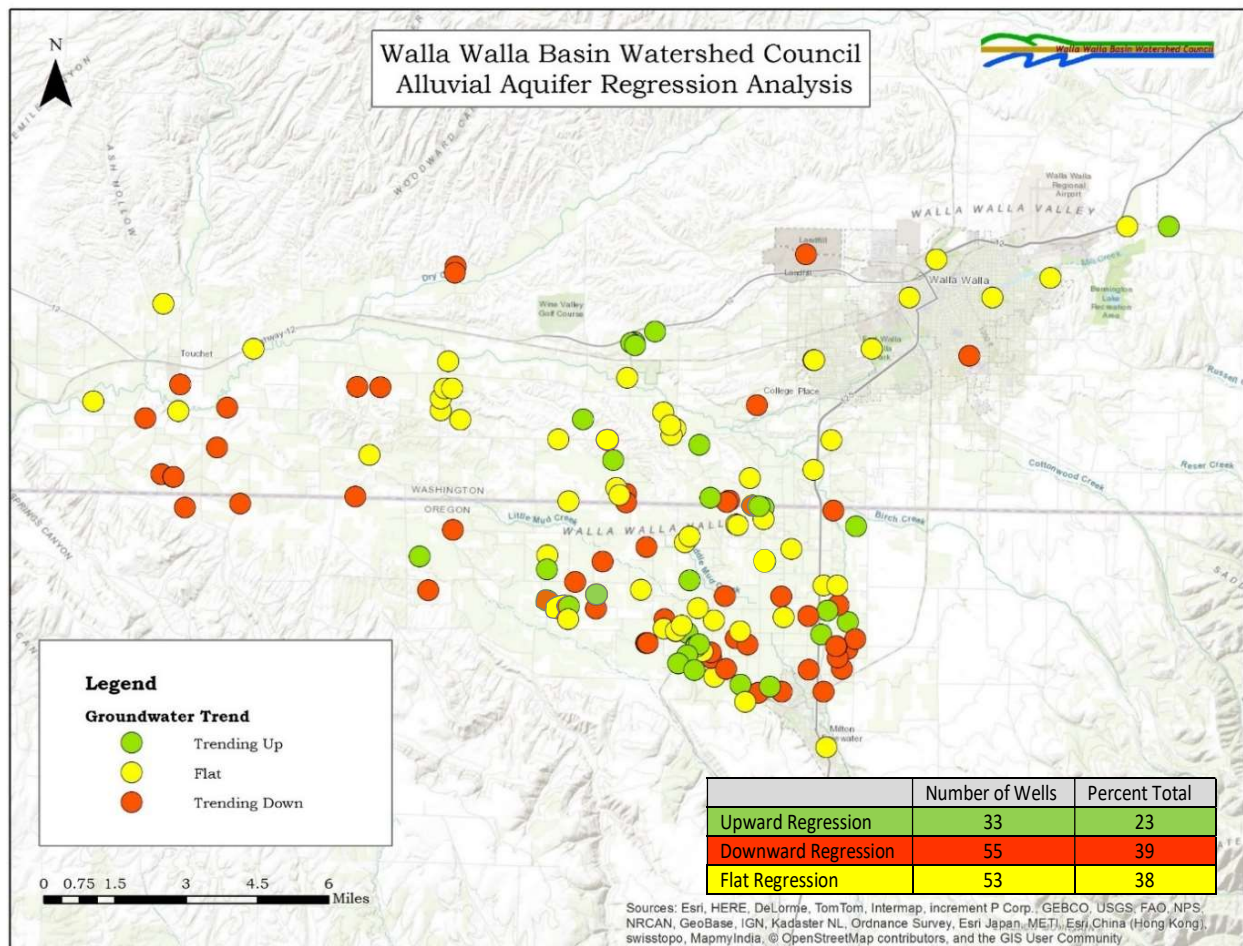 Walla Walla Basin Watershed Council
Alluvial Aquifer Regression Analysis
Walla Walla Basin Watershed Council
N
ASH HOLLOW
Walla Walla
Regional
Airport
WALLA WALLA VALLEY
Landfill
Landfill
12
Mill Creek
Walla Walla
Bennington
Lake
Recreation
Area
Wine Valley
Golf Course
12
Touchet
College Place
Cottonwood Creek
Reser Creek
WASHINGTON
OREGON
Little Mud Creek
Birch Creek
Milton
Legend
Groundwater Trend
Trending Up
Flat
Trending Down
0 0.75 1.5 3 4.5 6
Miles
Number of Wells Percent Total
Upward Regression 33 23
Downward Regression 55 39
Flat Regression 53 38
Sources: Esri, HERE, DeLorme, TomTom, Intermap, increment P Corp., GEBCO, USGS, FAO, NPS,
NRCAN, GeoBase, IGN, Kadaster NL, Ordnance Survey, Esri Japan, METI, Esri China (Hong Kong),
swisstopo, MapmyIndia, © OpenStreetMap contributors, and the GIS User Community